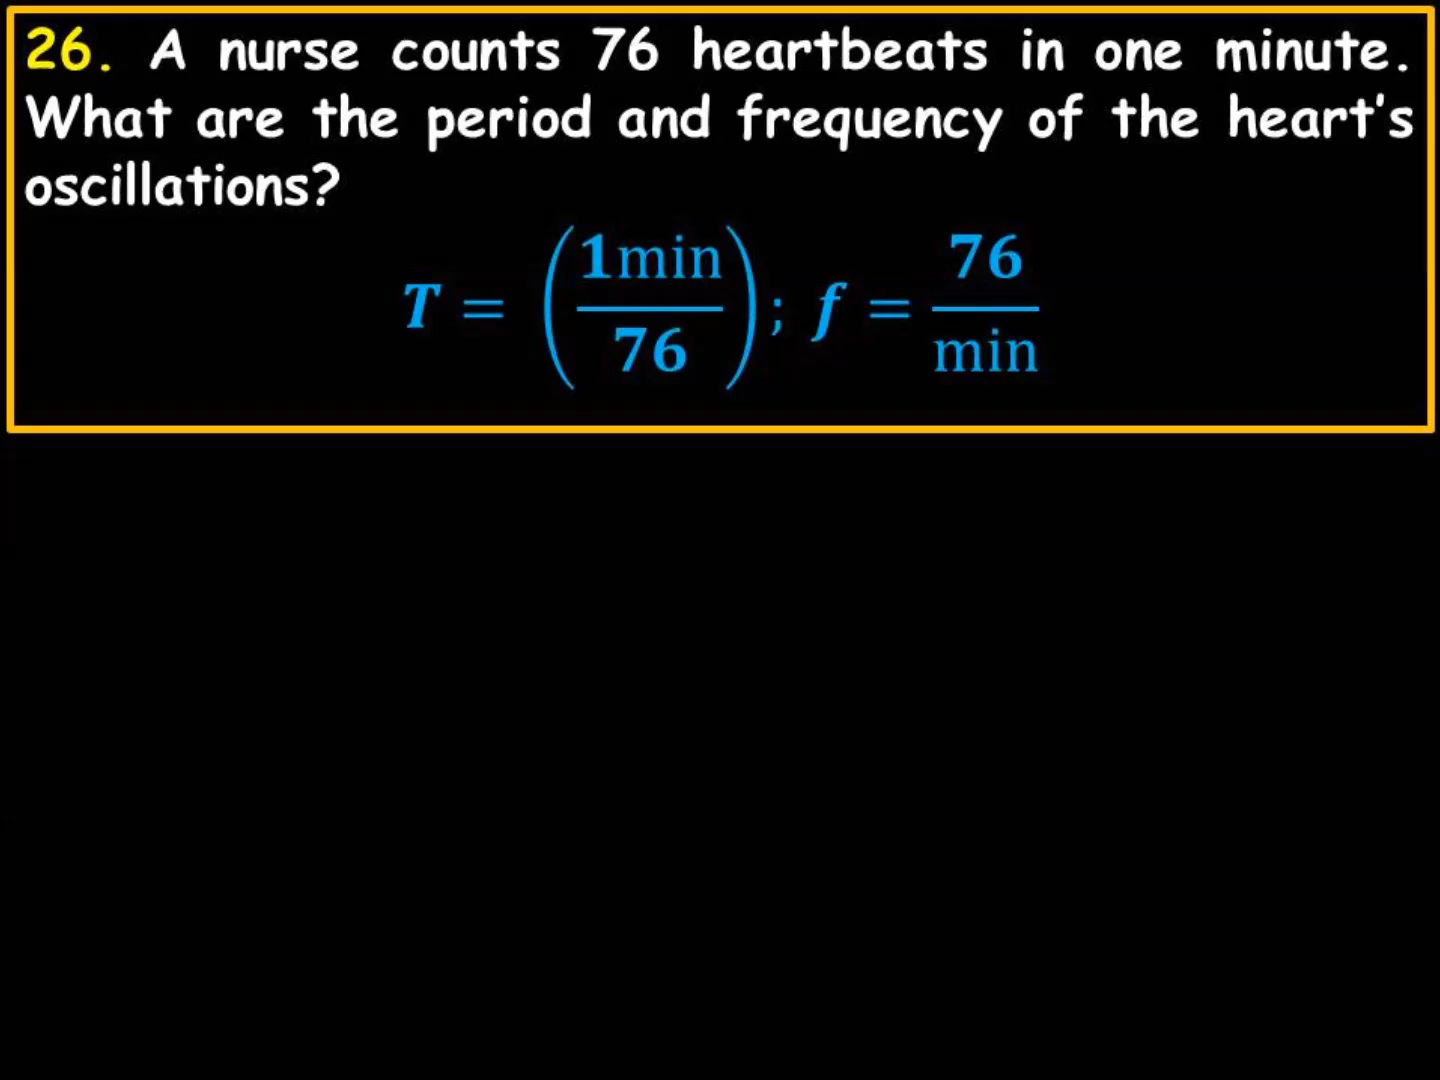 26. A nurse counts 76 heartbeats in one minute.
What are the period and frequency of the heart's
oscillations?
T = (1min/76); f = 76/min